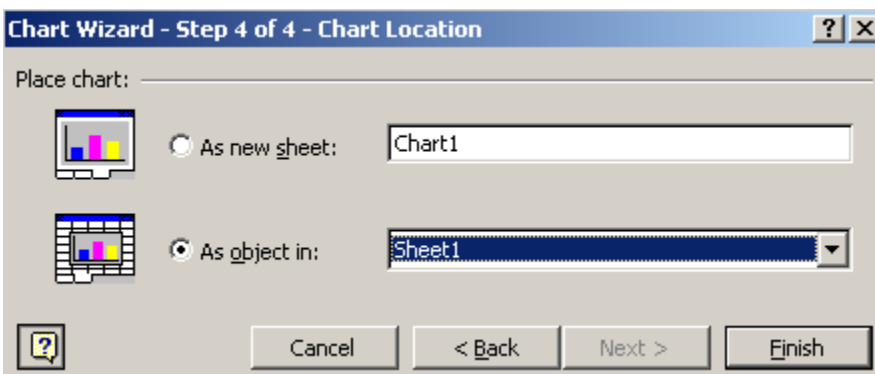 Chart Wizard - Step 4 of 4 - Chart Location
Place chart:
As new sheet: Chart1
As object in: Sheet1
Cancel < Back Next > Finish